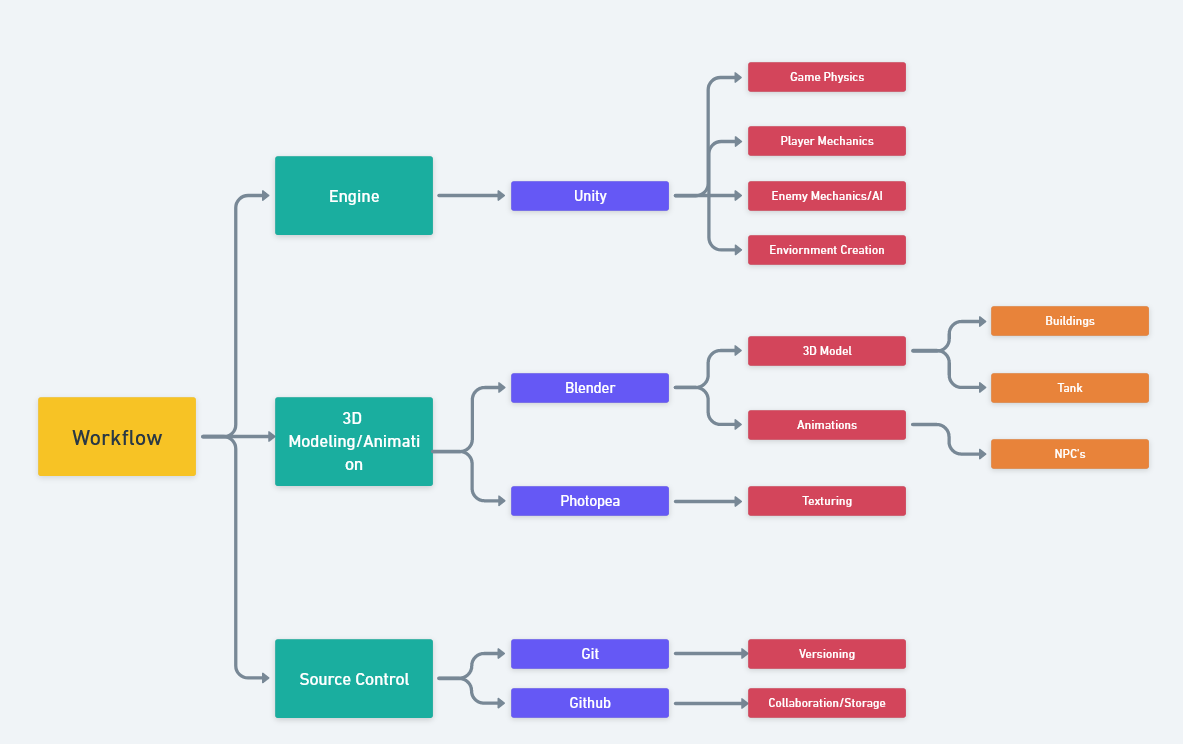 Workflow
Engine
Unity
Game Physics
Player Mechanics
Enemy Mechanics/AI
Enviornment Creation
3D
Modeling/Animati
on
Blender
3D Model
Buildings
Tank
Animations
NPC's
Photopea
Texturing
Source Control
Git
Versioning
Github
Collaboration/Storage